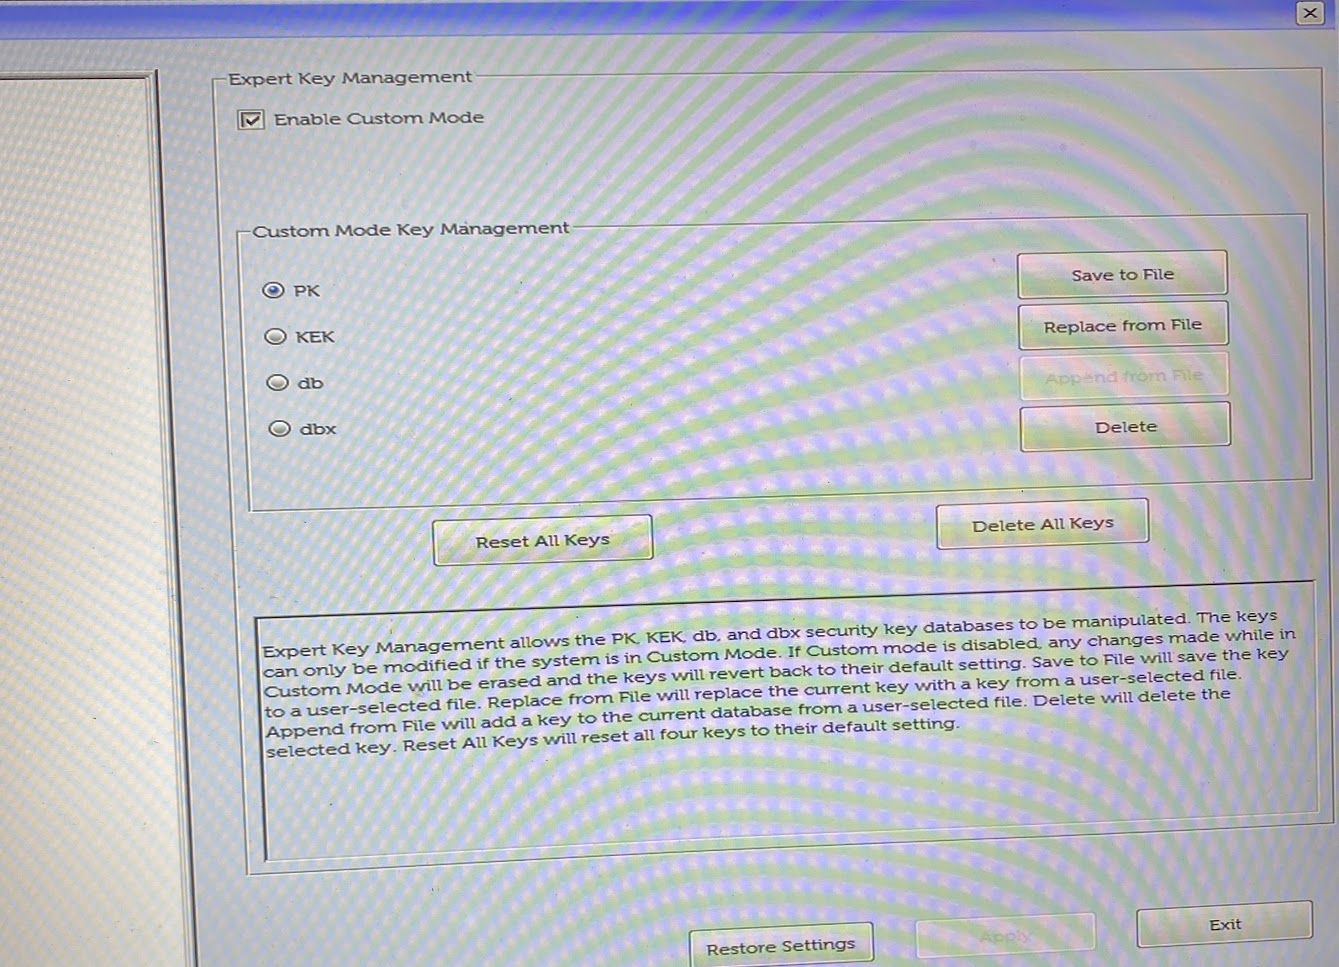 Expert Key Management
Enable Custom Mode
Custom Mode Key Management
PK
KEK
db
dbx
Save to File
Replace from File
Append from File
Delete
Reset All Keys
Delete All Keys
Expert Key Management allows the PK, KEK, db, and dbx security key databases to be manipulated. The keys
can only be modified if the system is in Custom Mode. If Custom mode is disabled, any changes made while in
Custom Mode will be erased and the keys will revert back to their default setting. Save to File will save the key
to a user-selected file. Replace from File will replace the current key with a key from a user-selected file.
Append from File will add a key to the current database from a user-selected file. Delete will delete the
selected key. Reset All Keys will reset all four keys to their default setting.
Restore Settings
Apply
Exit